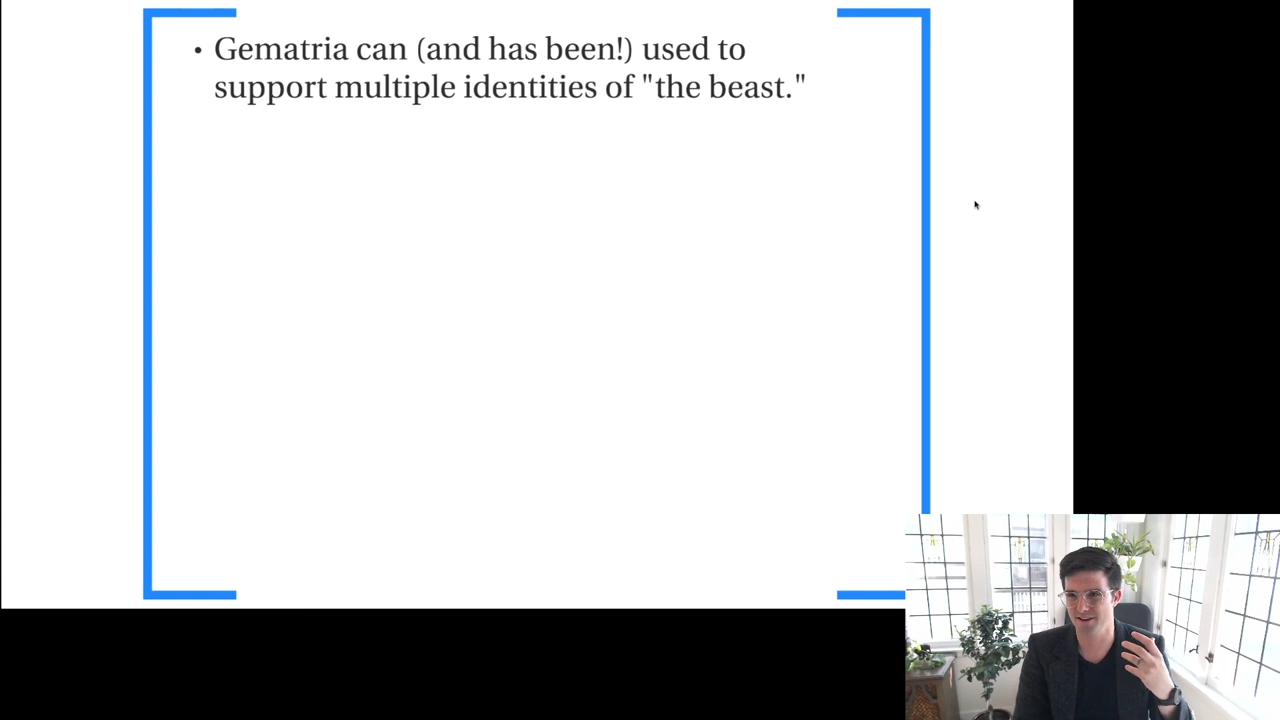 • Gematria can (and has been!) used to
support multiple identities of "the beast."